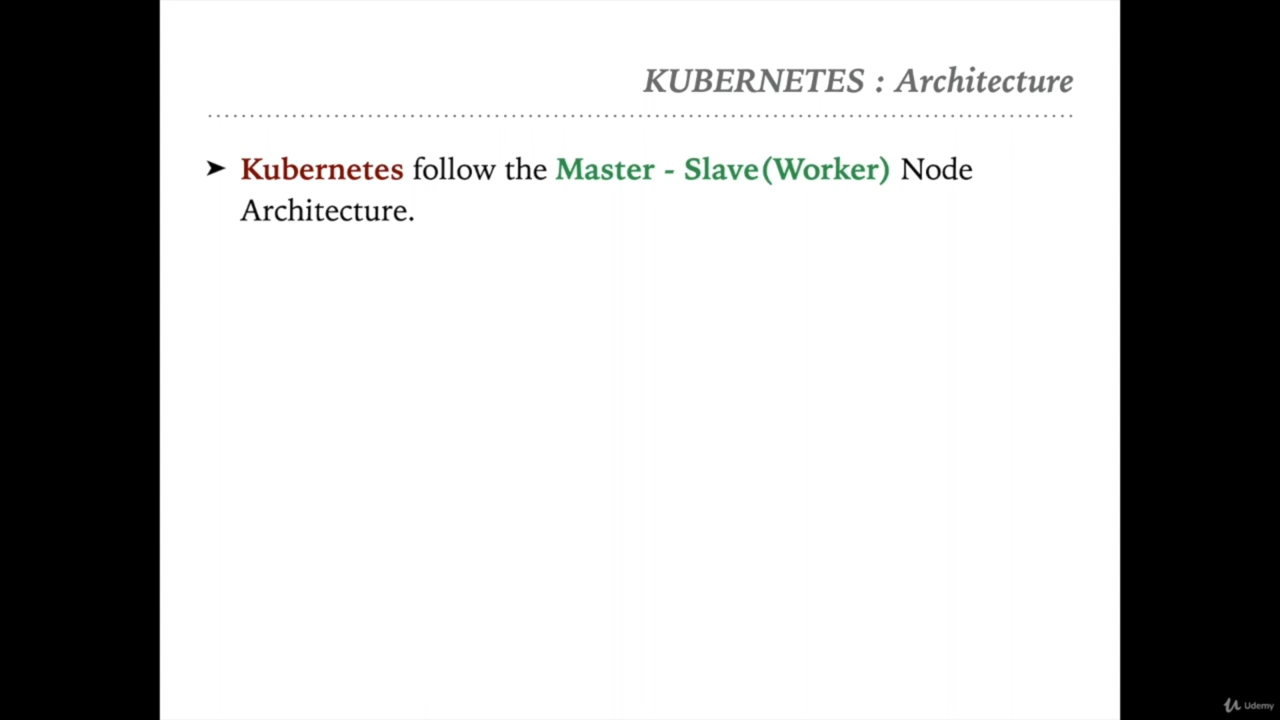 KUBERNETES : Architecture
➤ Kubernetes follow the Master - Slave(Worker) Node
Architecture.
Udemy